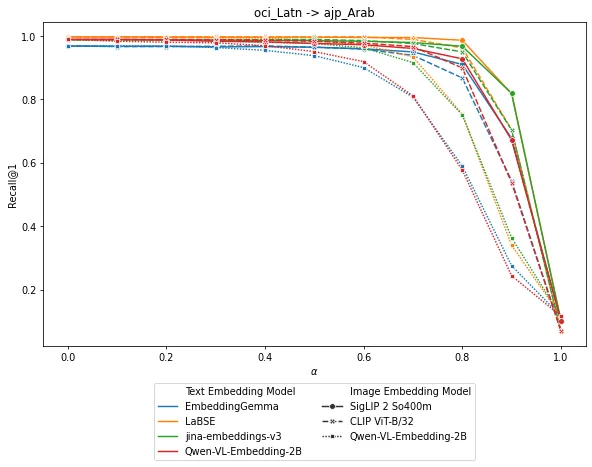 oci_Latn -> ajp_Arab
Recall@1
1.0
0.8
0.6
0.4
0.2
0.0 0.2 0.4 0.6 0.8 1.0
α
Text Embedding Model Image Embedding Model
EmbeddingGemma SigLIP 2 So400m
LaBSE CLIP ViT-B/32
jina-embeddings-v3 Qwen-VL-Embedding-2B
Qwen-VL-Embedding-2B